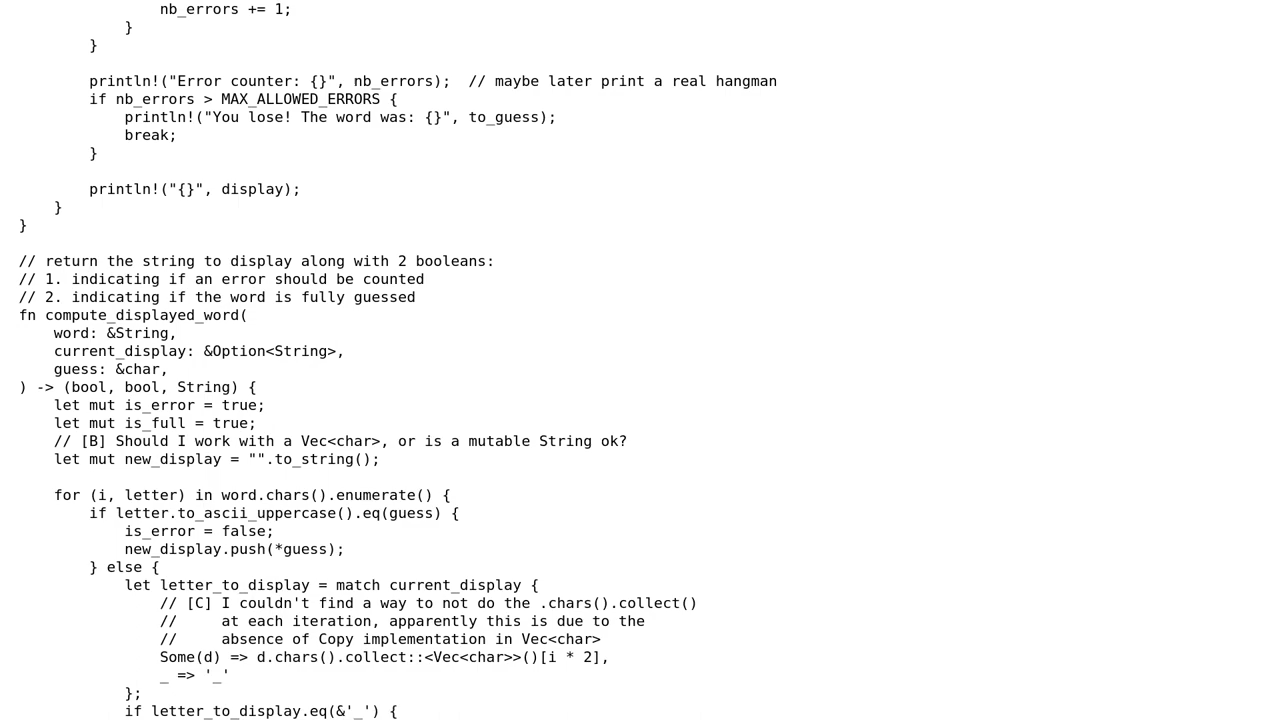 nb_errors += 1;
            }
        }

        println!("Error counter: {}", nb_errors);  // maybe later print a real hangman
        if nb_errors > MAX_ALLOWED_ERRORS {
            println!("You lose! The word was: {}", to_guess);
            break;
        }

        println!("{}", display);
    }
}

// return the string to display along with 2 booleans:
// 1. indicating if an error should be counted
// 2. indicating if the word is fully guessed
fn compute_displayed_word(
    word: &String,
    current_display: &Option<String>,
    guess: &char,
) -> (bool, bool, String) {
    let mut is_error = true;
    let mut is_full = true;
    // [B] Should I work with a Vec<char>, or is a mutable String ok?
    let mut new_display = "".to_string();

    for (i, letter) in word.chars().enumerate() {
        if letter.to_ascii_uppercase().eq(guess) {
            is_error = false;
            new_display.push(*guess);
        } else {
            let letter_to_display = match current_display {
                // [C] I couldn't find a way to not do the .chars().collect()
                //     at each iteration, apparently this is due to the
                //     absence of Copy implementation in Vec<char>
                Some(d) => d.chars().collect::<Vec<char>>()[i * 2],
                _ => '_'
            };
            if letter_to_display.eq(&'_') {